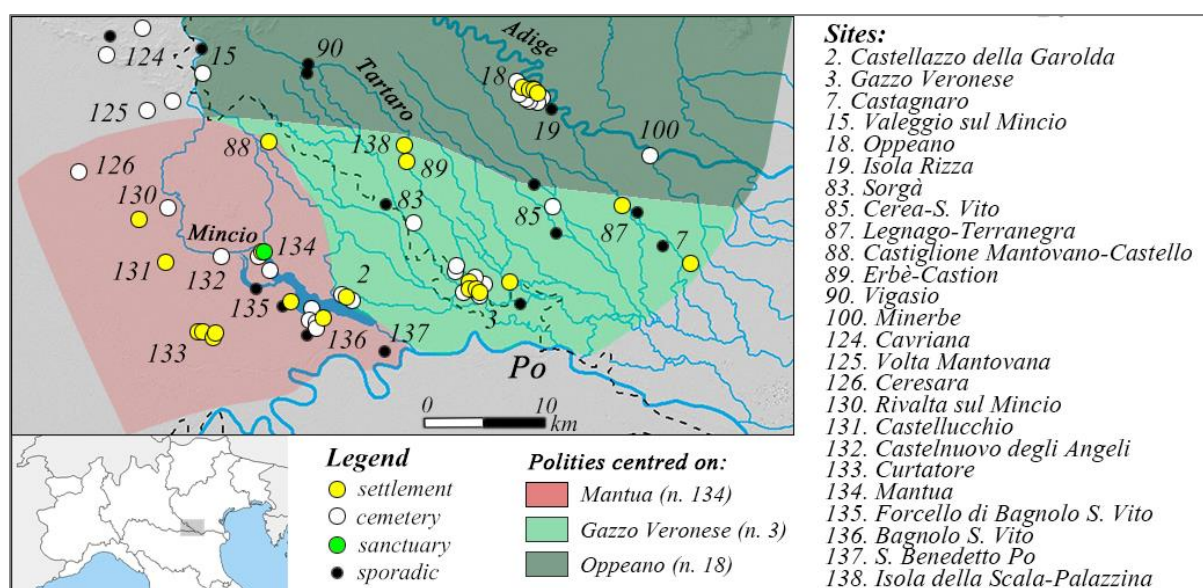 124
15
90
Adige
Tartaro
18
125
19
100
126
88
138
89
130
83
85
Mincio
134
87
7
131
132
2
135
3
133
136
137
Po
0 10
km
Legend
settlement
cemetery
sanctuary
sporadic
Polities centred on:
Mantua (n. 134)
Gazzo Veronese (n. 3)
Oppeano (n. 18)
Sites:
2. Castellazzo della Garolda
3. Gazzo Veronese
7. Castagnaro
15. Valeggio sul Mincio
18. Oppeano
19. Isola Rizza
83. Sorgà
85. Cerea-S. Vito
87. Legnago-Terranegra
88. Castiglione Mantovano-Castello
89. Erbè-Castion
90. Vigasio
100. Minerbe
124. Cavriana
125. Volta Mantovana
126. Ceresara
130. Rivalta sul Mincio
131. Castellucchio
132. Castelnuovo degli Angeli
133. Curtatore
134. Mantua
135. Forcello di Bagnolo S. Vito
136. Bagnolo S. Vito
137. S. Benedetto Po
138. Isola della Scala-Palazzina